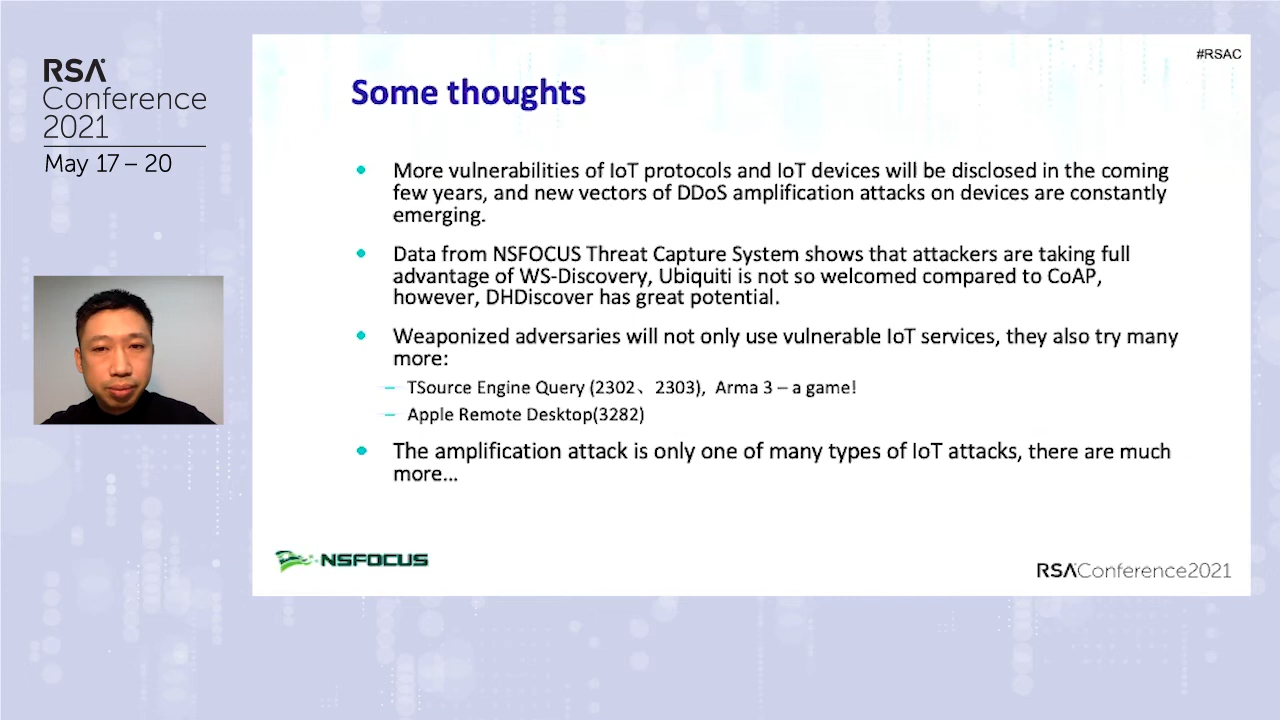 RSA
Conference
2021
May 17 – 20
#RSAC
Some thoughts
• More vulnerabilities of IoT protocols and IoT devices will be disclosed in the coming
few years, and new vectors of DDoS amplification attacks on devices are constantly
emerging.
• Data from NSFOCUS Threat Capture System shows that attackers are taking full
advantage of WS-Discovery, Ubiquiti is not so welcomed compared to CoAP,
however, DHDiscover has great potential.
• Weaponized adversaries will not only use vulnerable IoT services, they also try many
more:
– TSource Engine Query (2302、2303), Arma 3 – a game!
– Apple Remote Desktop(3282)
• The amplification attack is only one of many types of IoT attacks, there are much
more...
NSFOCUS
RSAConference2021